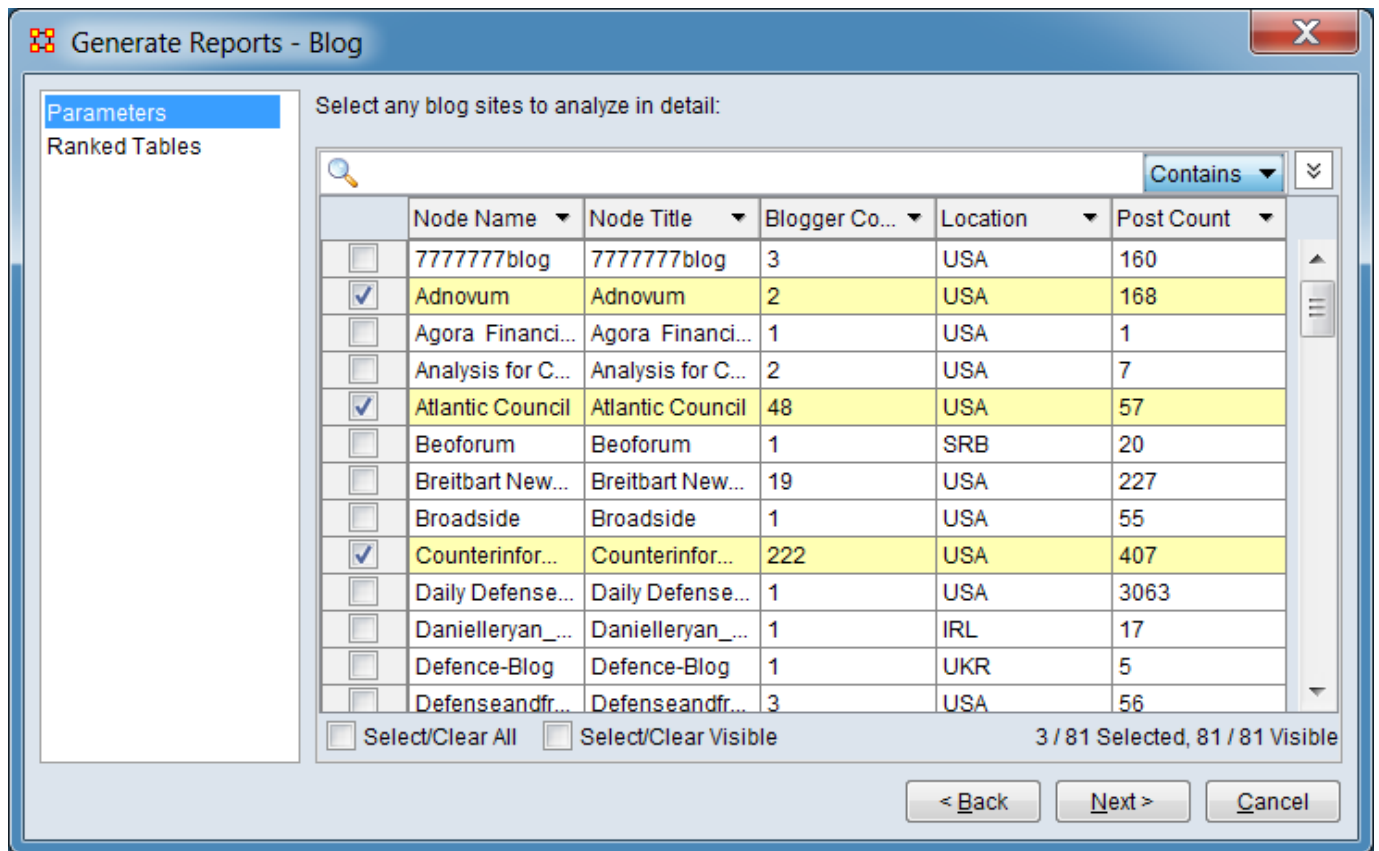 Generate Reports - Blog
Parameters
Ranked Tables
Select any blog sites to analyze in detail:
Contains
Node Name Node Title Blogger Co... Location Post Count
7777777blog 7777777blog 3 USA 160
Adnovum Adnovum 2 USA 168
Agora Financi... Agora Financi... 1 USA 1
Analysis for C... Analysis for C... 2 USA 7
Atlantic Council Atlantic Council 48 USA 57
Beoforum Beoforum 1 SRB 20
Breitbart New... Breitbart New... 19 USA 227
Broadside Broadside 1 USA 55
Counterinfor... Counterinfor... 222 USA 407
Daily Defense... Daily Defense... 1 USA 3063
Danielleryan_... Danielleryan_... 1 IRL 17
Defence-Blog Defence-Blog 1 UKR 5
Defenseandfr... Defenseandfr... 3 USA 56
Select/Clear All Select/Clear Visible 3 / 81 Selected, 81 / 81 Visible
< Back Next > Cancel